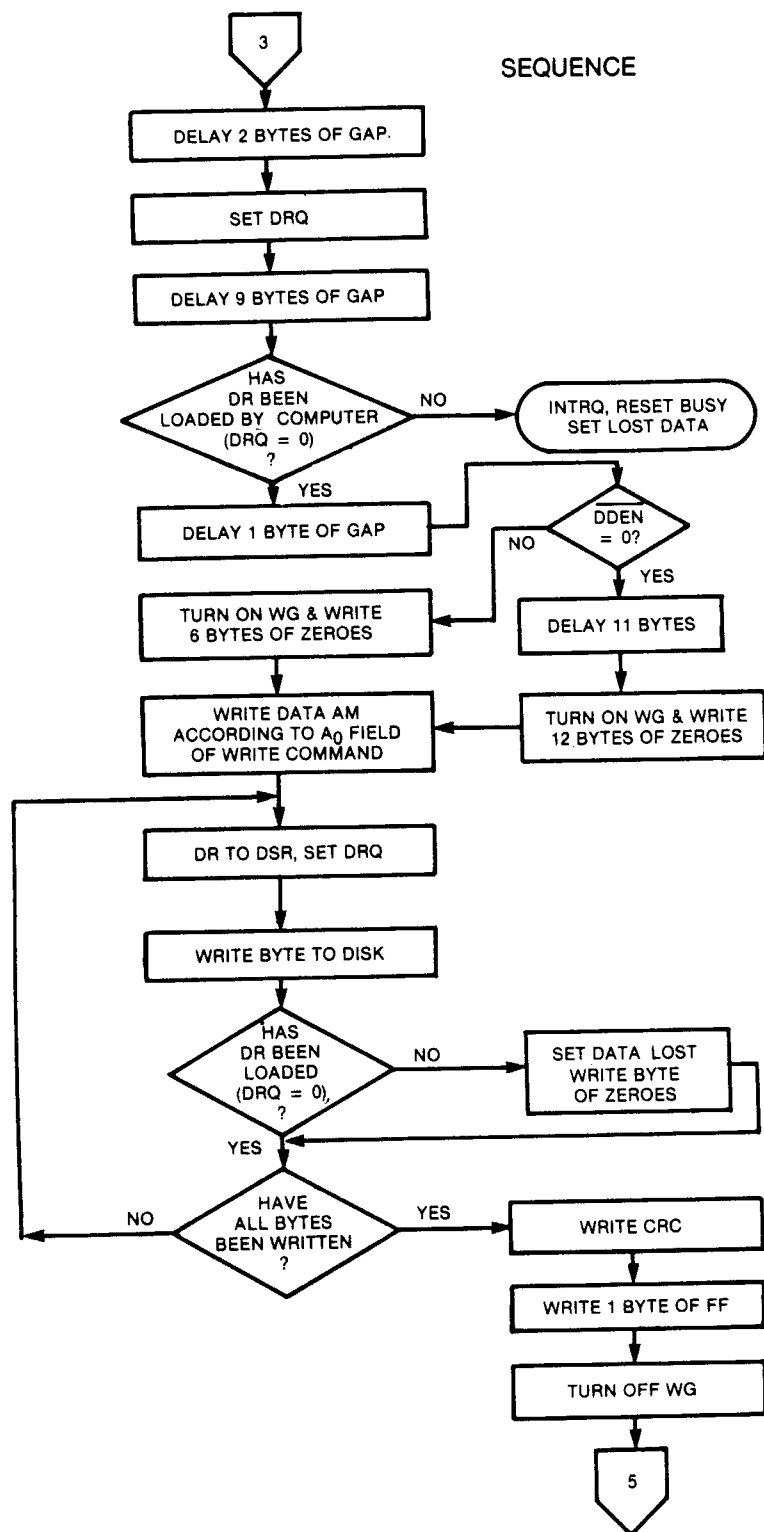 3
SEQUENCE
DELAY 2 BYTES OF GAP.
SET DRQ
DELAY 9 BYTES OF GAP
HAS
DR BEEN
LOADED BY COMPUTER
(DRQ = 0)
?
NO
INTRQ, RESET BUSY
SET LOST DATA
YES
DELAY 1 BYTE OF GAP
DDEN
= 0?
NO
YES
TURN ON WG & WRITE
6 BYTES OF ZEROES
DELAY 11 BYTES
WRITE DATA AM
ACCORDING TO A0 FIELD
OF WRITE COMMAND
TURN ON WG & WRITE
12 BYTES OF ZEROES
DR TO DSR, SET DRQ
WRITE BYTE TO DISK
HAS
DR BEEN
LOADED
(DRQ = 0)
?
NO
SET DATA LOST
WRITE BYTE
OF ZEROES
YES
HAVE
ALL BYTES
BEEN WRITTEN
?
NO
YES
WRITE CRC
WRITE 1 BYTE OF FF
TURN OFF WG
5